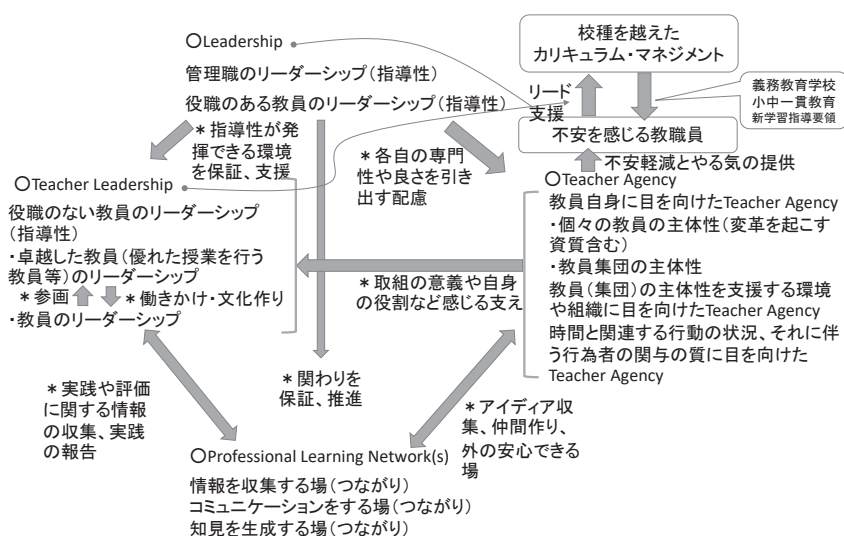 〇Leadership
管理職のリーダーシップ(指導性)
役職のある教員のリーダーシップ(指導性)
校種を越えた
カリキュラム・マネジメント
リード
支援
義務教育学校
小中一貫教育
新学習指導要領
不安を感じる教職員
不安軽減とやる気の提供
*指導性が発
揮できる環境
を保証、支援
*各自の専門
性や良さを引き
出す配慮
〇Teacher Leadership
役職のない教員のリーダーシップ
(指導性)
・卓越した教員(優れた授業を行う
教員等)のリーダーシップ
*参画
*働きかけ・文化作り
・教員のリーダーシップ
〇Teacher Agency
教員自身に目を向けたTeacher Agency
・個々の教員の主体性(変革を起こす
資質含む)
・教員集団の主体性
教員(集団)の主体性を支援する環境
や組織に目を向けたTeacher Agency
時間と関連する行動の状況、それに伴
う行為者の関与の質に目を向けた
Teacher Agency
*取組の意義や自身
の役割など感じる支え
*関わりを
保証、推進
*実践や評価
に関する情報
の収集、実践
の報告
*アイディア収
集、仲間作り、
外の安心できる
場
〇Professional Learning Network(s)
情報を収集する場(つながり)
コミュニケーションをする場(つながり)
知見を生成する場(つながり)